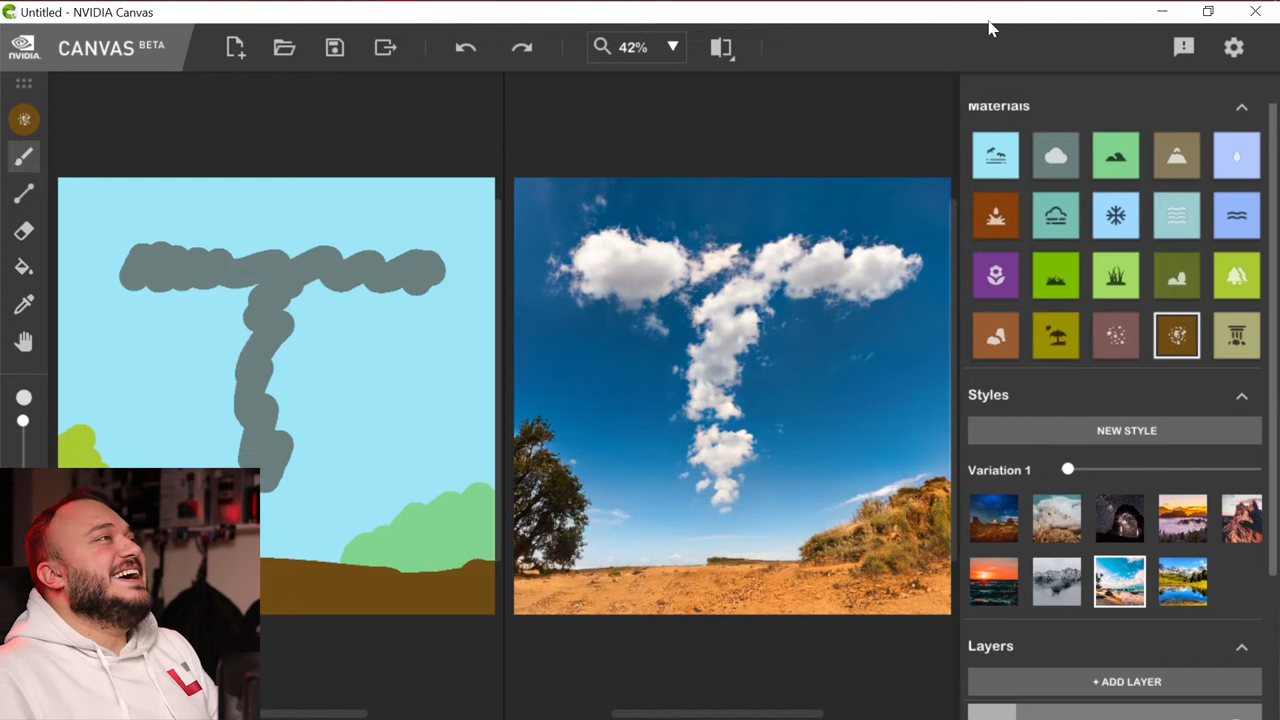 Untitled - NVIDIA Canvas
NVIDIA.
CANVAS BETA
42%
Materials
Styles
NEW STYLE
Variation 1
Layers
+ ADD LAYER